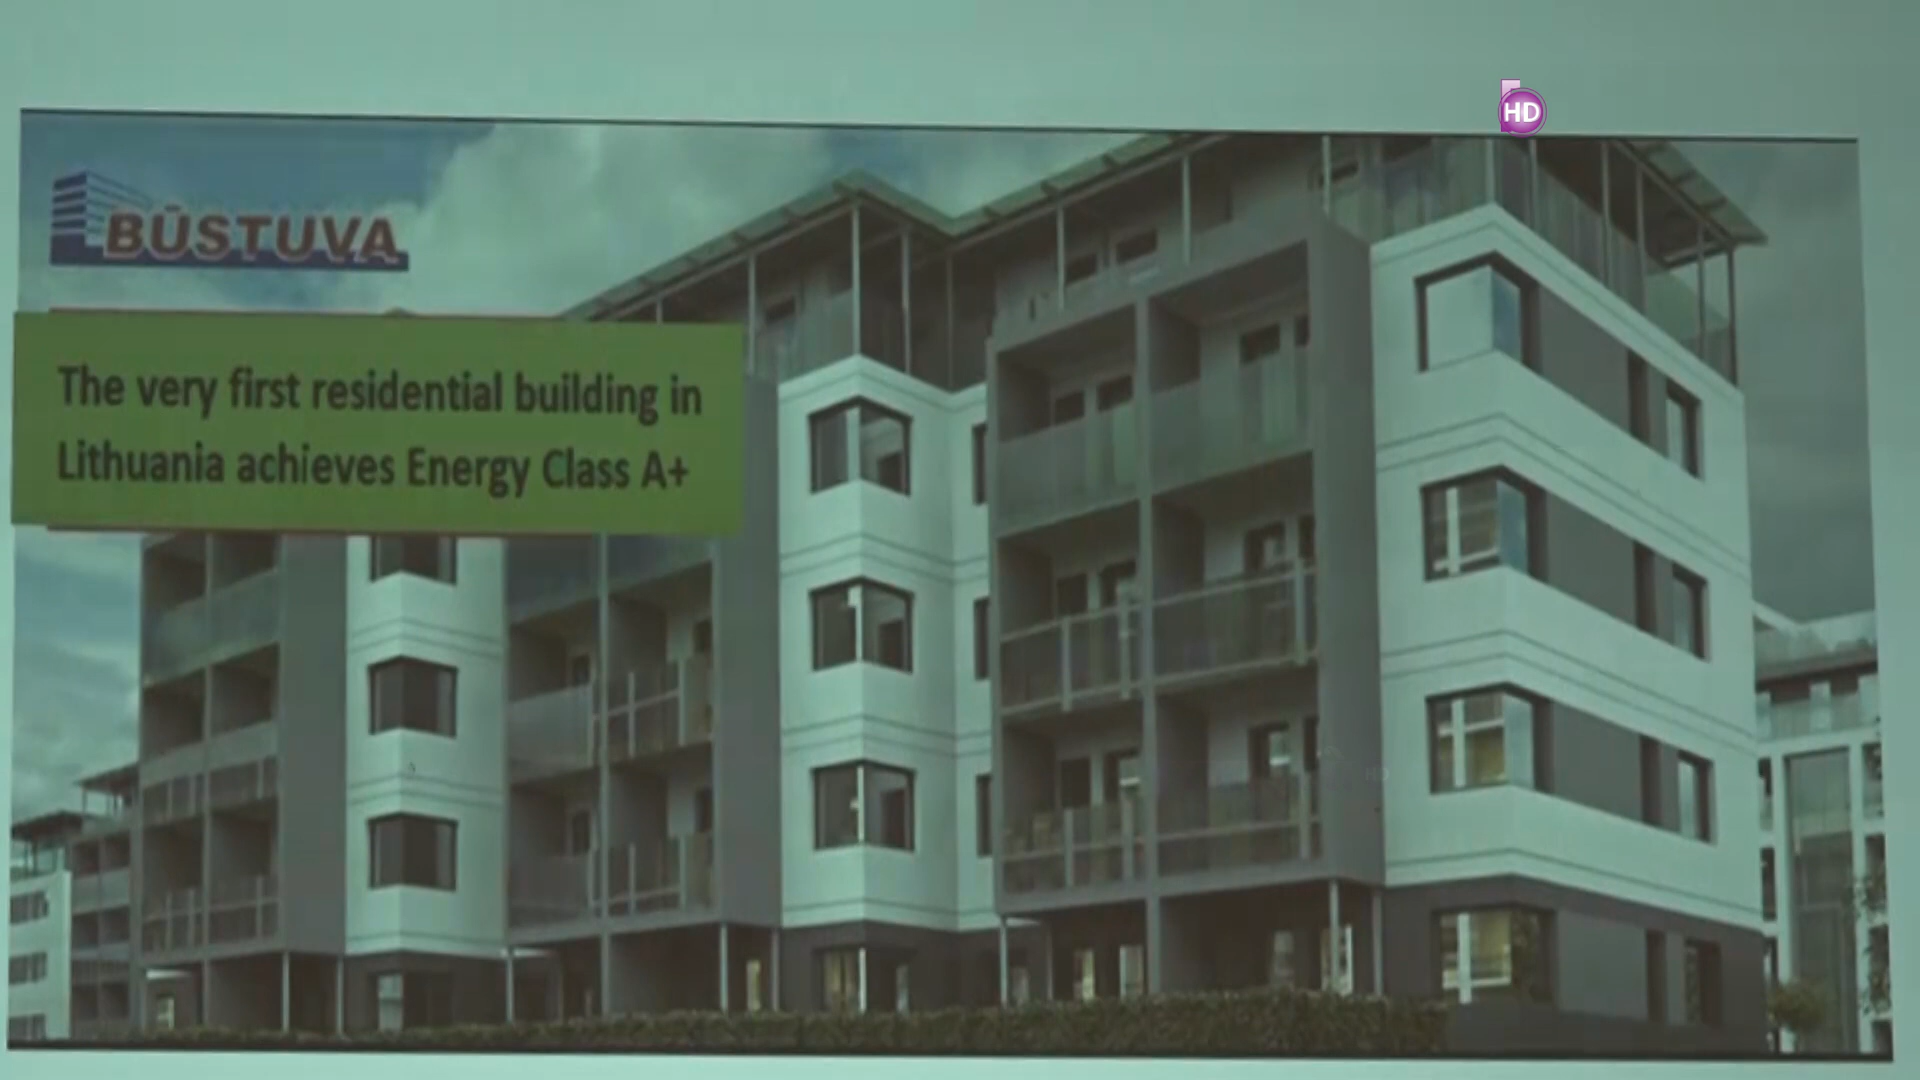 HD
BŪSTUVA
The very first residential building in
Lithuania achieves Energy Class A+